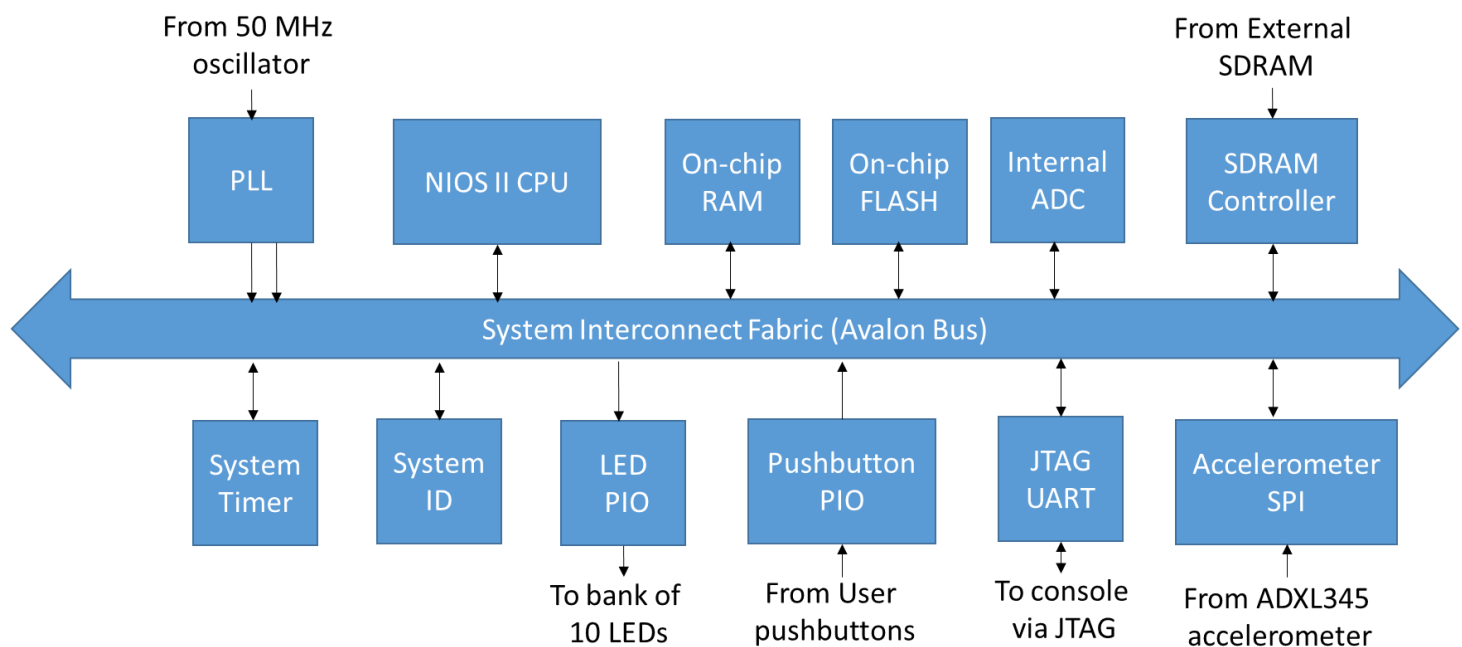 From 50 MHz
oscillator
From External
SDRAM
PLL
NIOS II CPU
On-chip
RAM
On-chip
FLASH
Internal
ADC
SDRAM
Controller
System Interconnect Fabric (Avalon Bus)
System
Timer
System
ID
LED
PIO
Pushbutton
PIO
JTAG
UART
Accelerometer
SPI
To bank of
10 LEDs
From User
pushbuttons
To console
via JTAG
From ADXL345
accelerometer